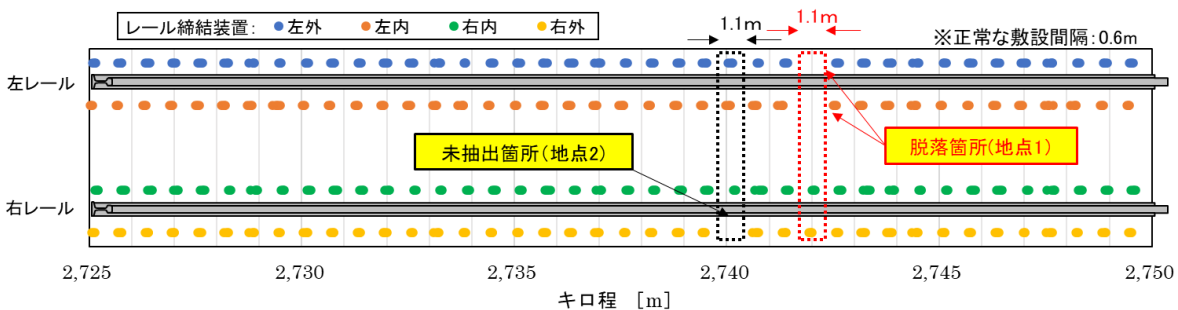 レール締結装置: 左外 左内 右内 右外
1.1m
1.1m
※正常な敷設間隔:0.6m
左レール
未抽出箇所(地点2)
脱落箇所(地点1)
右レール
2,725 2,730 2,735 2,740 2,745 2,750
キロ程 [m]